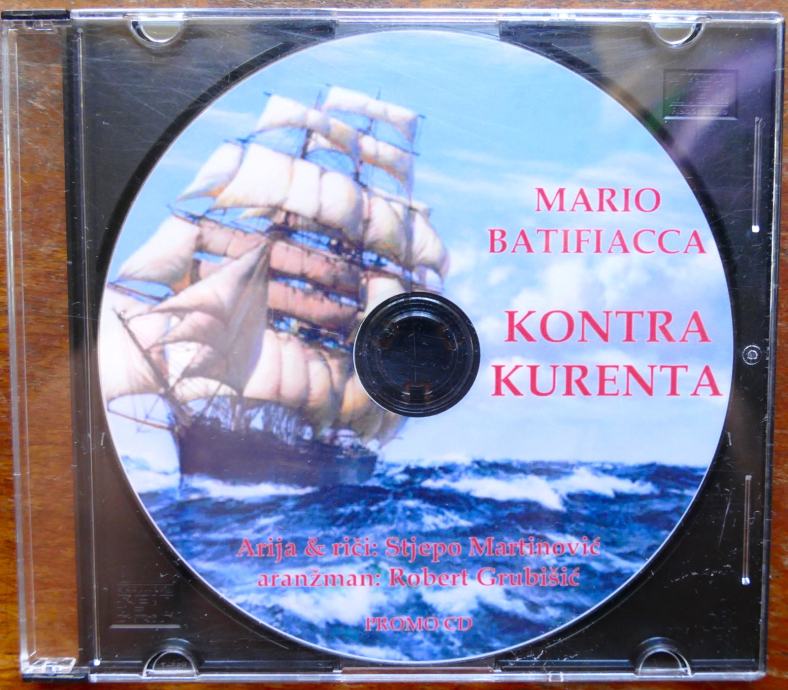 MARIO
BATIFIACCA
KONTRA
KURENTA
Arija & riči: Stjepo Martinović
aranžman: Robert Grubišić
PROMO CD